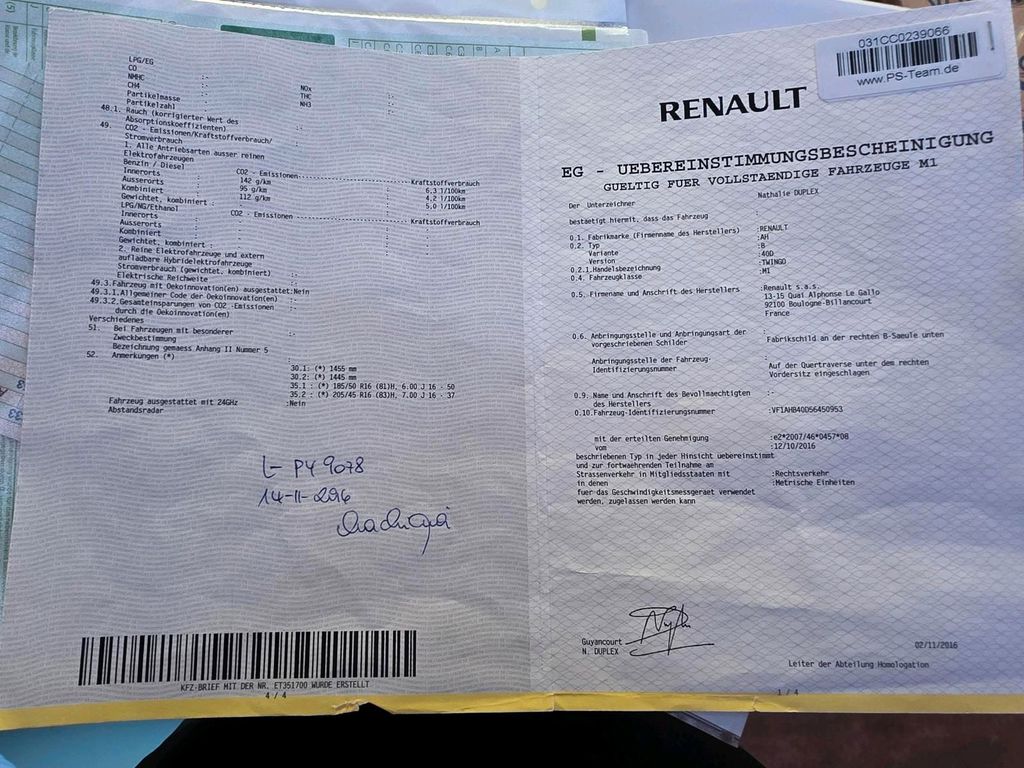 LPG/EG
CO
NMHC :- NOx :-
CH4 :- THC :-
Partikelmasse :- NH3 :-
Partikelzahl :-
48.1. Rauch (korrigierter Wert des
Absorptionskoeffizienten) :-
49. CO2 - Emissionen/Kraftstoffverbrauch/
Stromverbrauch
1. Alle Antriebsarten ausser reinen
Elektrofahrzeugen
Benzin / Diesel CO2 - Emissionen Kraftstoffverbrauch
Innerorts : 142 g/km : 6,3 l/100km
Ausserorts : 95 g/km : 4,2 l/100km
Kombiniert : 112 g/km : 5,0 l/100km
Gewichtet, kombiniert : - : -
LPG/NG/Ethanol CO2 - Emissionen Kraftstoffverbrauch
Innerorts : - : -
Ausserorts : - : -
Kombiniert : - : -
Gewichtet, kombiniert : - : -
2. Reine Elektrofahrzeuge und extern
aufladbare Hybridelektrofahrzeuge
Stromverbrauch (gewichtet, kombiniert) :-
Elektrische Reichweite :-
49.3. Fahrzeug mit Oekoinnovation(en) ausgestattet:Nein
49.3.1.Allgemeiner Code der Oekoinnovation(en) :-
49.3.2.Gesamteinsparungen von CO2 -Emissionen :-
durch die Oekoinnovation(en)
Verschiedenes
51. Bei Fahrzeugen mit besonderer :-
Zweckbestimmung
Bezeichnung gemaess Anhang II Nummer 5
52. Anmerkungen (*)
30.1: (*) 1455 mm
30.2: (*) 1445 mm
35.1 : (*) 185/50 R16 (81)H, 6.00 J 16 - 50
35.2 : (*) 205/45 R16 (83)H, 7.00 J 16 - 37
Fahrzeug ausgestattet mit 24GHz :Nein
Abstandsradar
L- PY 9078
14-11-2016
KFZ-BRIEF MIT DER NR. ET351700 WURDE ERSTELLT
4 / 4
031CC0239066
www.PS-Team.de
RENAULT
EG - UEBEREINSTIMMUNGSBESCHEINIGUNG
GUELTIG FUER VOLLSTAENDIGE FAHRZEUGE M1
Der Unterzeichner Nathalie DUPLEX
bestaetigt hiermit, dass das Fahrzeug :
0.1. Fabrikmarke (Firmenname des Herstellers) :RENAULT
0.2. Typ :AH
Variante :B
Version :40D
0.2.1.Handelsbezeichnung :TWINGO
0.4. Fahrzeugklasse :M1
0.5. Firmenname und Anschrift des Herstellers :Renault s.a.s.
13-15 Quai Alphonse Le Gallo
92100 Boulogne-Billancourt
France
0.6. Anbringungsstelle und Anbringungsart der :
vorgeschriebenen Schilder Fabrikschild an der rechten B-Saeule unten
Anbringungsstelle der Fahrzeug- :
Identifizierungsnummer Auf der Quertraverse unter dem rechten
Vordersitz eingeschlagen
0.9. Name und Anschrift des Bevollmaechtigten :-
des Herstellers
0.10.Fahrzeug-Identifizierungsnummer :VF1AHB40D56450953
mit der erteilten Genehmigung :e2*2007/46*0457*08
vom :12/10/2016
beschriebenen Typ in jeder Hinsicht uebereinstimmt
und zur fortwaehrenden Teilnahme am
Strassenverkehr in Mitgliedsstaaten mit :Rechtsverkehr
in denen :Metrische Einheiten
fuer das Geschwindigkeitsmessgeraet verwendet
werden, zugelassen werden kann
Guyancourt
N. DUPLEX
02/11/2016
Leiter der Abteilung Homologation
1 / 4